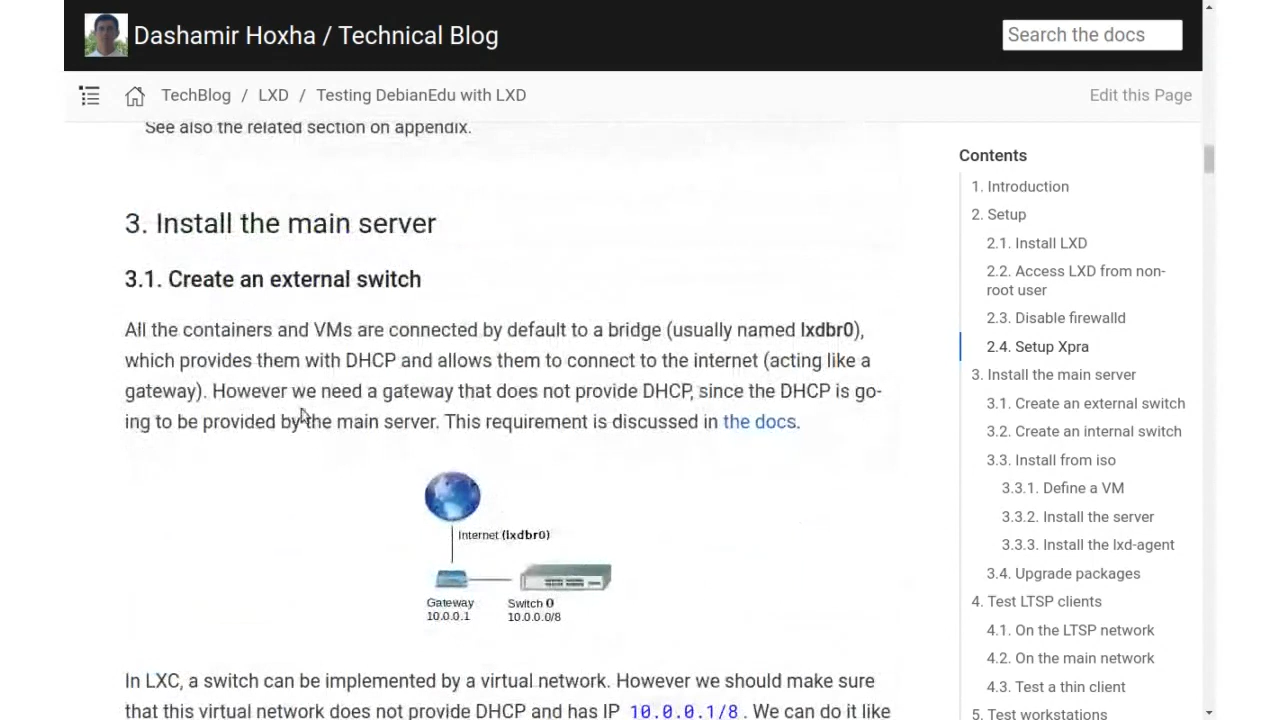 Dashamir Hoxha / Technical Blog
Search the docs
TechBlog / LXD / Testing DebianEdu with LXD
Edit this Page
See also the related section on appendix.
3. Install the main server
3.1. Create an external switch
All the containers and VMs are connected by default to a bridge (usually named lxdbr0),
which provides them with DHCP and allows them to connect to the internet (acting like a
gateway). However we need a gateway that does not provide DHCP, since the DHCP is go-
ing to be provided by the main server. This requirement is discussed in the docs.
Internet (lxdbr0)
Gateway
10.0.0.1
Switch 0
10.0.0.0/8
In LXC, a switch can be implemented by a virtual network. However we should make sure
that this virtual network does not provide DHCP and has IP 10.0.0.1/8 . We can do it like
Contents
1. Introduction
2. Setup
2.1. Install LXD
2.2. Access LXD from non-
root user
2.3. Disable firewalld
2.4. Setup Xpra
3. Install the main server
3.1. Create an external switch
3.2. Create an internal switch
3.3. Install from iso
3.3.1. Define a VM
3.3.2. Install the server
3.3.3. Install the lxd-agent
3.4. Upgrade packages
4. Test LTSP clients
4.1. On the LTSP network
4.2. On the main network
4.3. Test a thin client
5. Test workstations